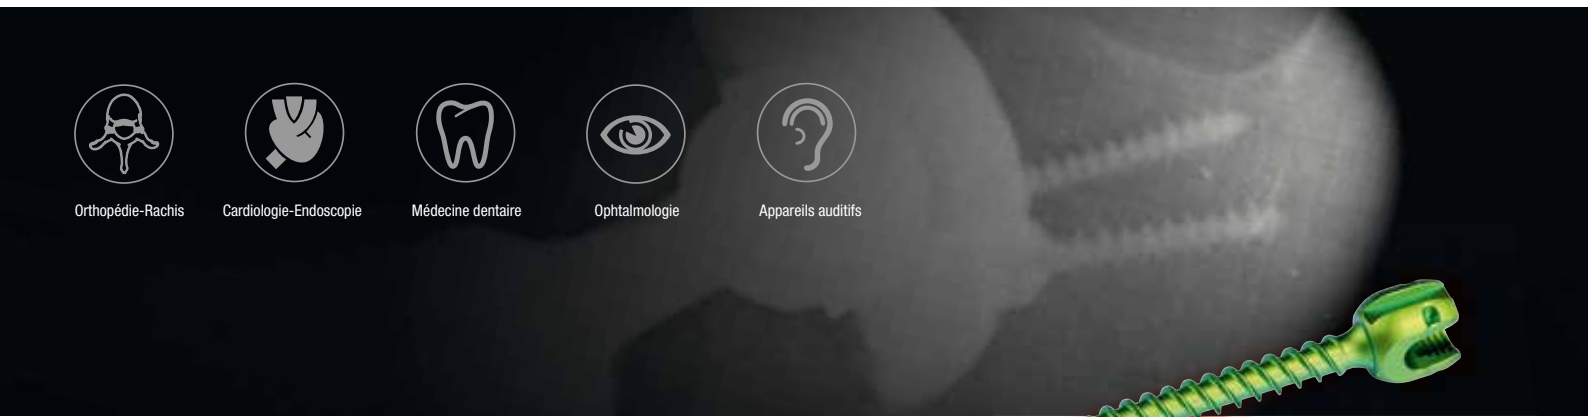 Orthopédie-Rachis
Cardiologie-Endoscopie
Médecine dentaire
Ophtalmologie
Appareils auditifs